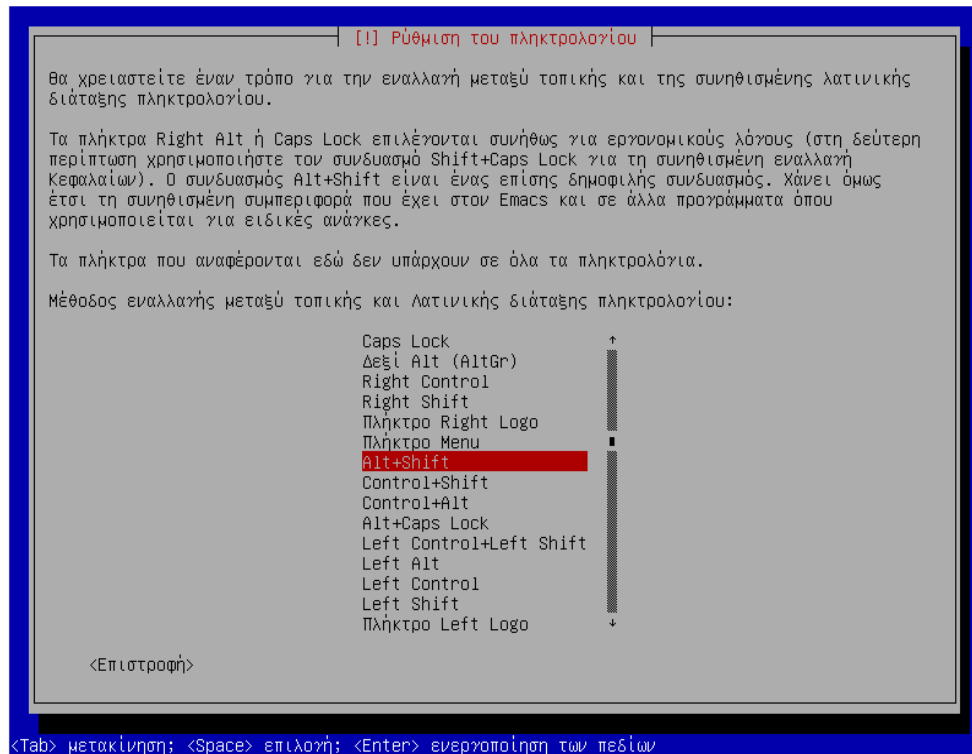 [!] Ρύθμιση του πληκτρολογίου
Θα χρειαστείτε έναν τρόπο για την εναλλαγή μεταξύ τοπικής και της συνηθισμένης λατινικής
διάταξης πληκτρολογίου.
Τα πλήκτρα Right Alt ή Caps Lock επιλέγονται συνήθως για εργονομικούς λόγους (στη δεύτερη
περίπτωση χρησιμοποιήστε τον συνδυασμό Shift+Caps Lock για τη συνηθισμένη εναλλαγή
Κεφαλαίων). Ο συνδυασμός Alt+Shift είναι ένας επίσης δημοφιλής συνδυασμός. Χάνει όμως
έτσι τη συνηθισμένη συμπεριφορά που έχει στον Emacs και σε άλλα προγράμματα όπου
χρησιμοποιείται για ειδικές ανάγκες.
Τα πλήκτρα που αναφέρονται εδώ δεν υπάρχουν σε όλα τα πληκτρολόγια.
Μέθοδος εναλλαγής μεταξύ τοπικής και Λατινικής διάταξης πληκτρολογίου:
Caps Lock
Δεξί Alt (AltGr)
Right Control
Right Shift
Πλήκτρο Right Logo
Πλήκτρο Menu
Alt+Shift
Control+Shift
Control+Alt
Alt+Caps Lock
Left Control+Left Shift
Left Alt
Left Control
Left Shift
Πλήκτρο Left Logo
<Επιστροφή>
<Tab> μετακίνηση; <Space> επιλογή; <Enter> ενεργοποίηση των πεδίων